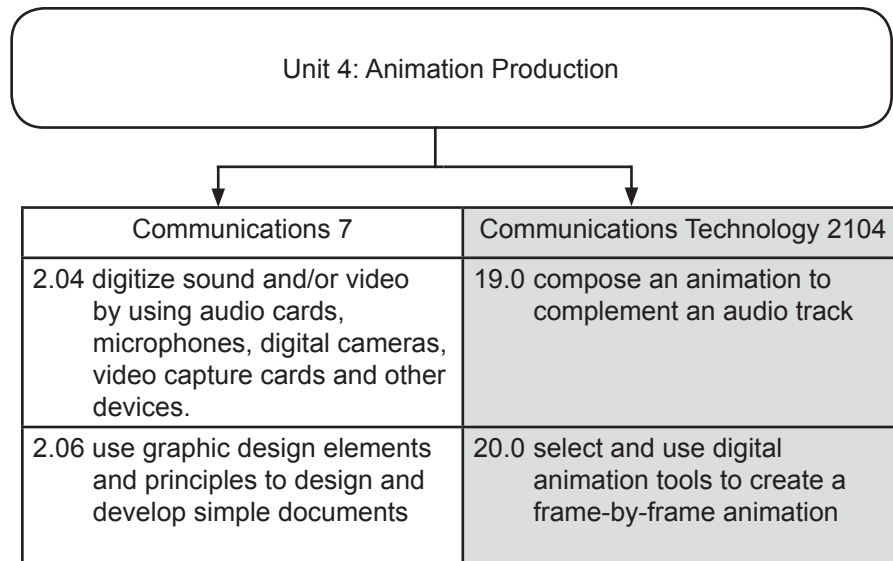 Unit 4: Animation Production
Communications 7
Communications Technology 2104
2.04 digitize sound and/or video
by using audio cards,
microphones, digital cameras,
video capture cards and other
devices.
19.0 compose an animation to
complement an audio track
2.06 use graphic design elements
and principles to design and
develop simple documents
20.0 select and use digital
animation tools to create a
frame-by-frame animation